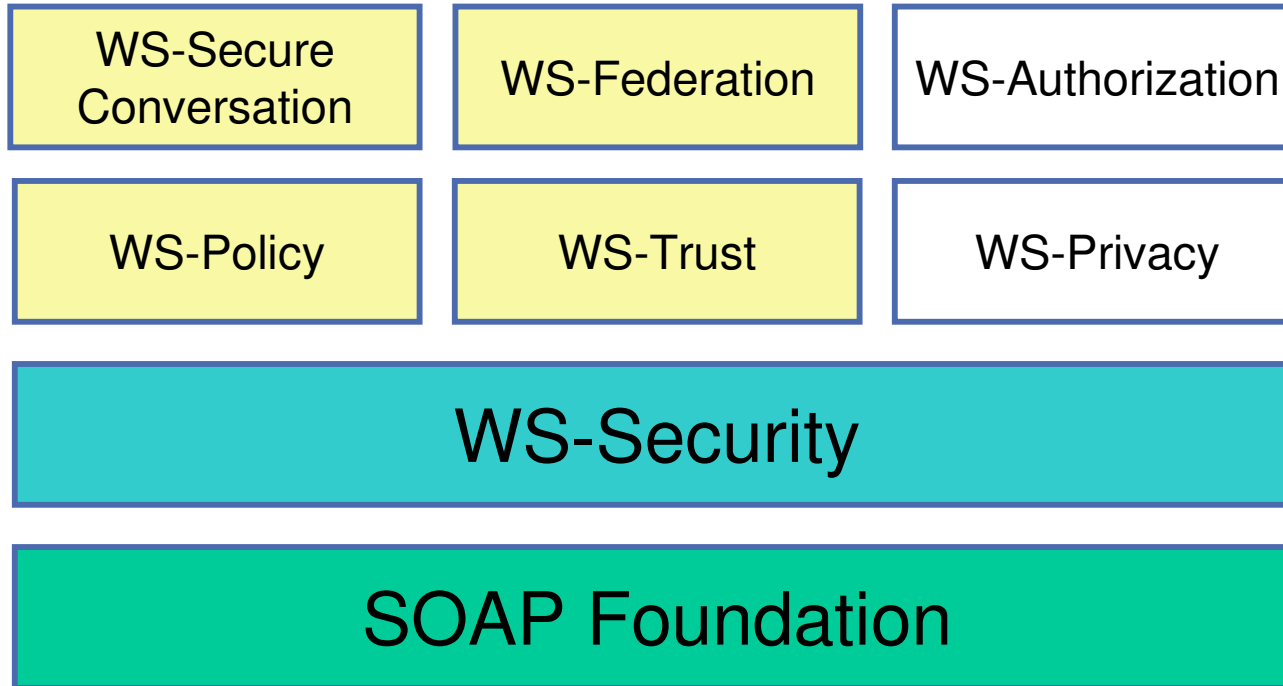 WS-Secure
Conversation
WS-Federation
WS-Authorization
WS-Policy
WS-Trust
WS-Privacy
WS-Security
SOAP Foundation